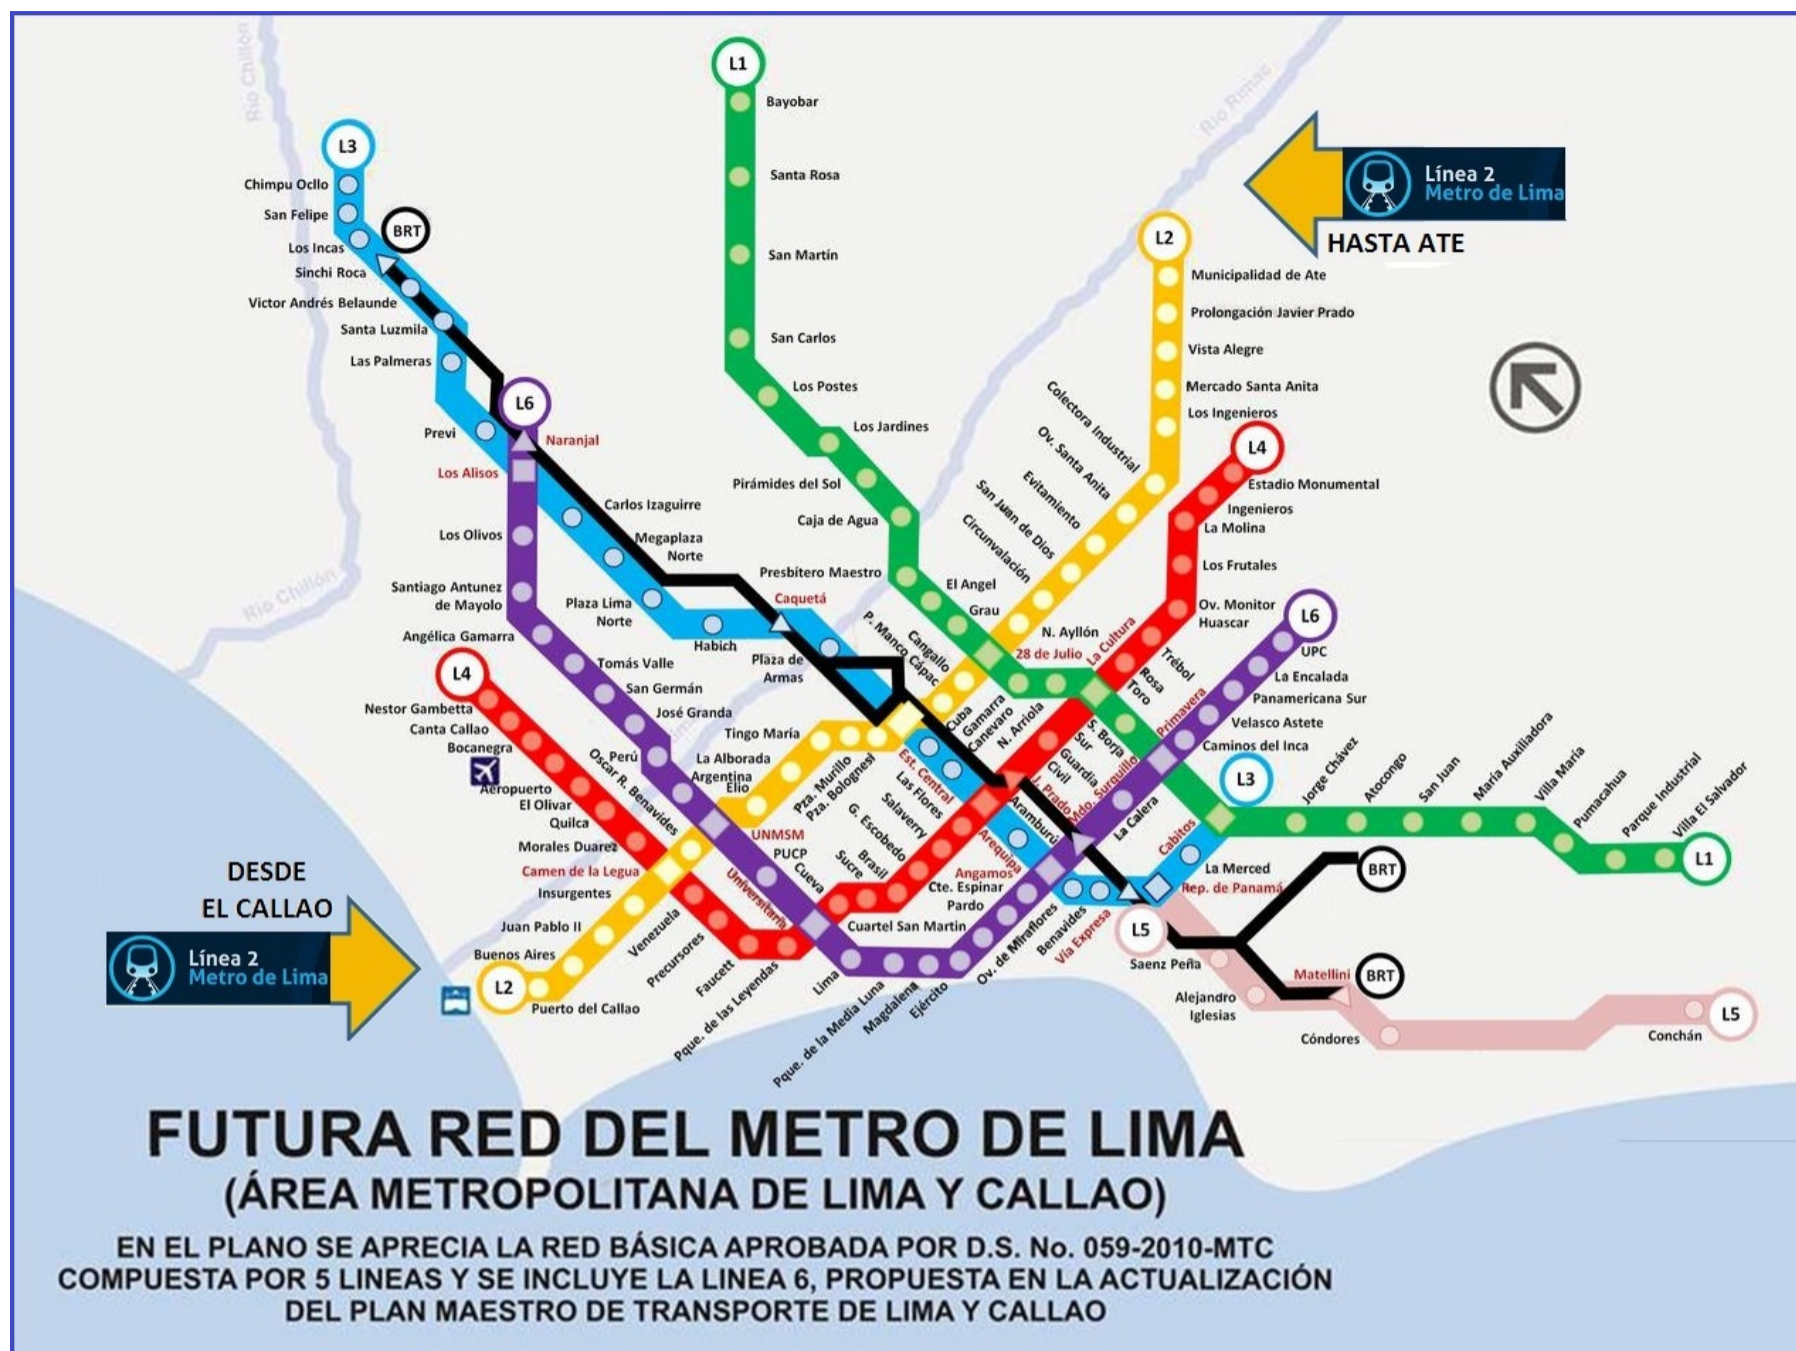 Río Chillón
L1
Bayobar
Santa Rosa
San Martín
San Carlos
Los Postes
Los Jardines
Pirámides del Sol
Caja de Agua
Presbítero Maestro
El Angel
Grau
28 de Julio
N. Ayllón
Gamarra
N. Arriola
La Cultura
S. Borja
Sur
Cabitos
Jorge Chávez
Atocongo
San Juan
María Auxiliadora
Villa María
Pumacahua
Parque Industrial
Villa El Salvador
L1
Río Rimac
Línea 2
Metro de Lima
HASTA ATE
L2
Municipalidad de Ate
Prolongación Javier Prado
Vista Alegre
Mercado Santa Anita
Los Ingenieros
Colectora Industrial
Ov. Santa Anita
Evitamiento
San Juan de Dios
Circunvalación
Cangallo
P. Manco Cápac
Est. Central
Pza. Bolognesi
Pza. Murillo
Tingo María
La Alborada
Argentina
Elio
UNMSM
Camen de la Legua
Insurgentes
Juan Pablo II
Buenos Aires
Puerto del Callao
L2
L3
Chimpu Ocllo
San Felipe
Los Incas
BRT
Sinchi Roca
Victor Andrés Belaunde
Santa Luzmila
Las Palmeras
Previ
Los Alisos
Carlos Izaguirre
Megaplaza
Norte
Plaza Lima
Norte
Habich
Caquetá
Plaza de
Armas
Cuba
Canevaro
Las Flores
Arequipa
Aramburú
Angamos
Ov. de Miraflores
Benavides
Vía Expresa
Rep. de Panamá
La Merced
L3
L4
Estadio Monumental
Ingenieros
La Molina
Los Frutales
Ov. Monitor
Huascar
Trébol
Rosa
Toro
Guardia
Civil
J. Prado
Salaverry
G. Escobedo
Brasil
Sucre
Cueva
Universitaria
Pque. de las Leyendas
Faucett
Precursores
Venezuela
Morales Duarez
Quilca
El Olivar
Aeropuerto
Bocanegra
Canta Callao
Nestor Gambetta
L4
L6
Naranjal
Los Olivos
Santiago Antunez
de Mayolo
Angélica Gamarra
Tomás Valle
San Germán
José Granda
Perú
Oscar R. Benavides
PUCP
Lima
Pque. de la Media Luna
Magdalena
Ejército
Cuartel San Martin
Pardo
Cte. Espinar
Mdo. Surquillo
La Calera
Primavera
Caminos del Inca
Velasco Astete
Panamericana Sur
La Encalada
UPC
L6
L5
Saenz Peña
Alejandro
Iglesias
Matellini
BRT
BRT
Cóndores
Conchán
L5
Río Chillón
DESDE
EL CALLAO
Línea 2
Metro de Lima
FUTURA RED DEL METRO DE LIMA
(ÁREA METROPOLITANA DE LIMA Y CALLAO)
EN EL PLANO SE APRECIA LA RED BÁSICA APROBADA POR D.S. No. 059-2010-MTC
COMPUESTA POR 5 LINEAS Y SE INCLUYE LA LINEA 6, PROPUESTA EN LA ACTUALIZACIÓN
DEL PLAN MAESTRO DE TRANSPORTE DE LIMA Y CALLAO